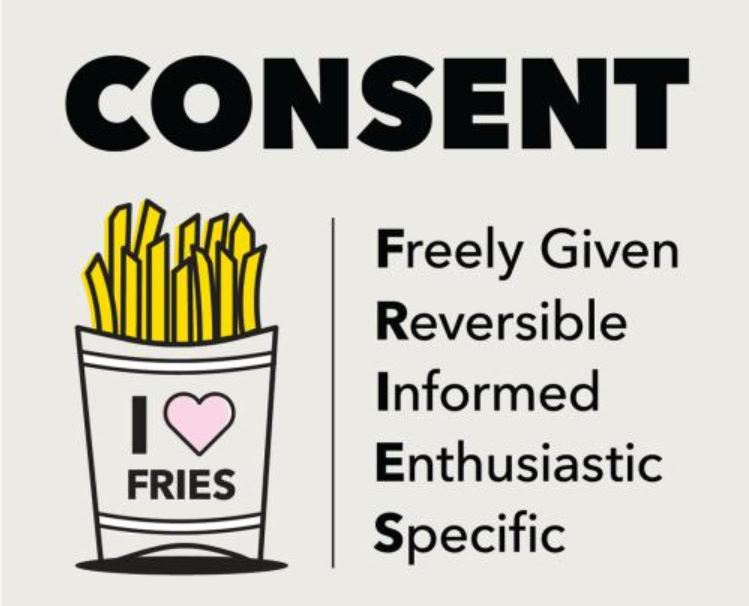 CONSENT
I ♥
FRIES
Freely Given
Reversible
Informed
Enthusiastic
Specific